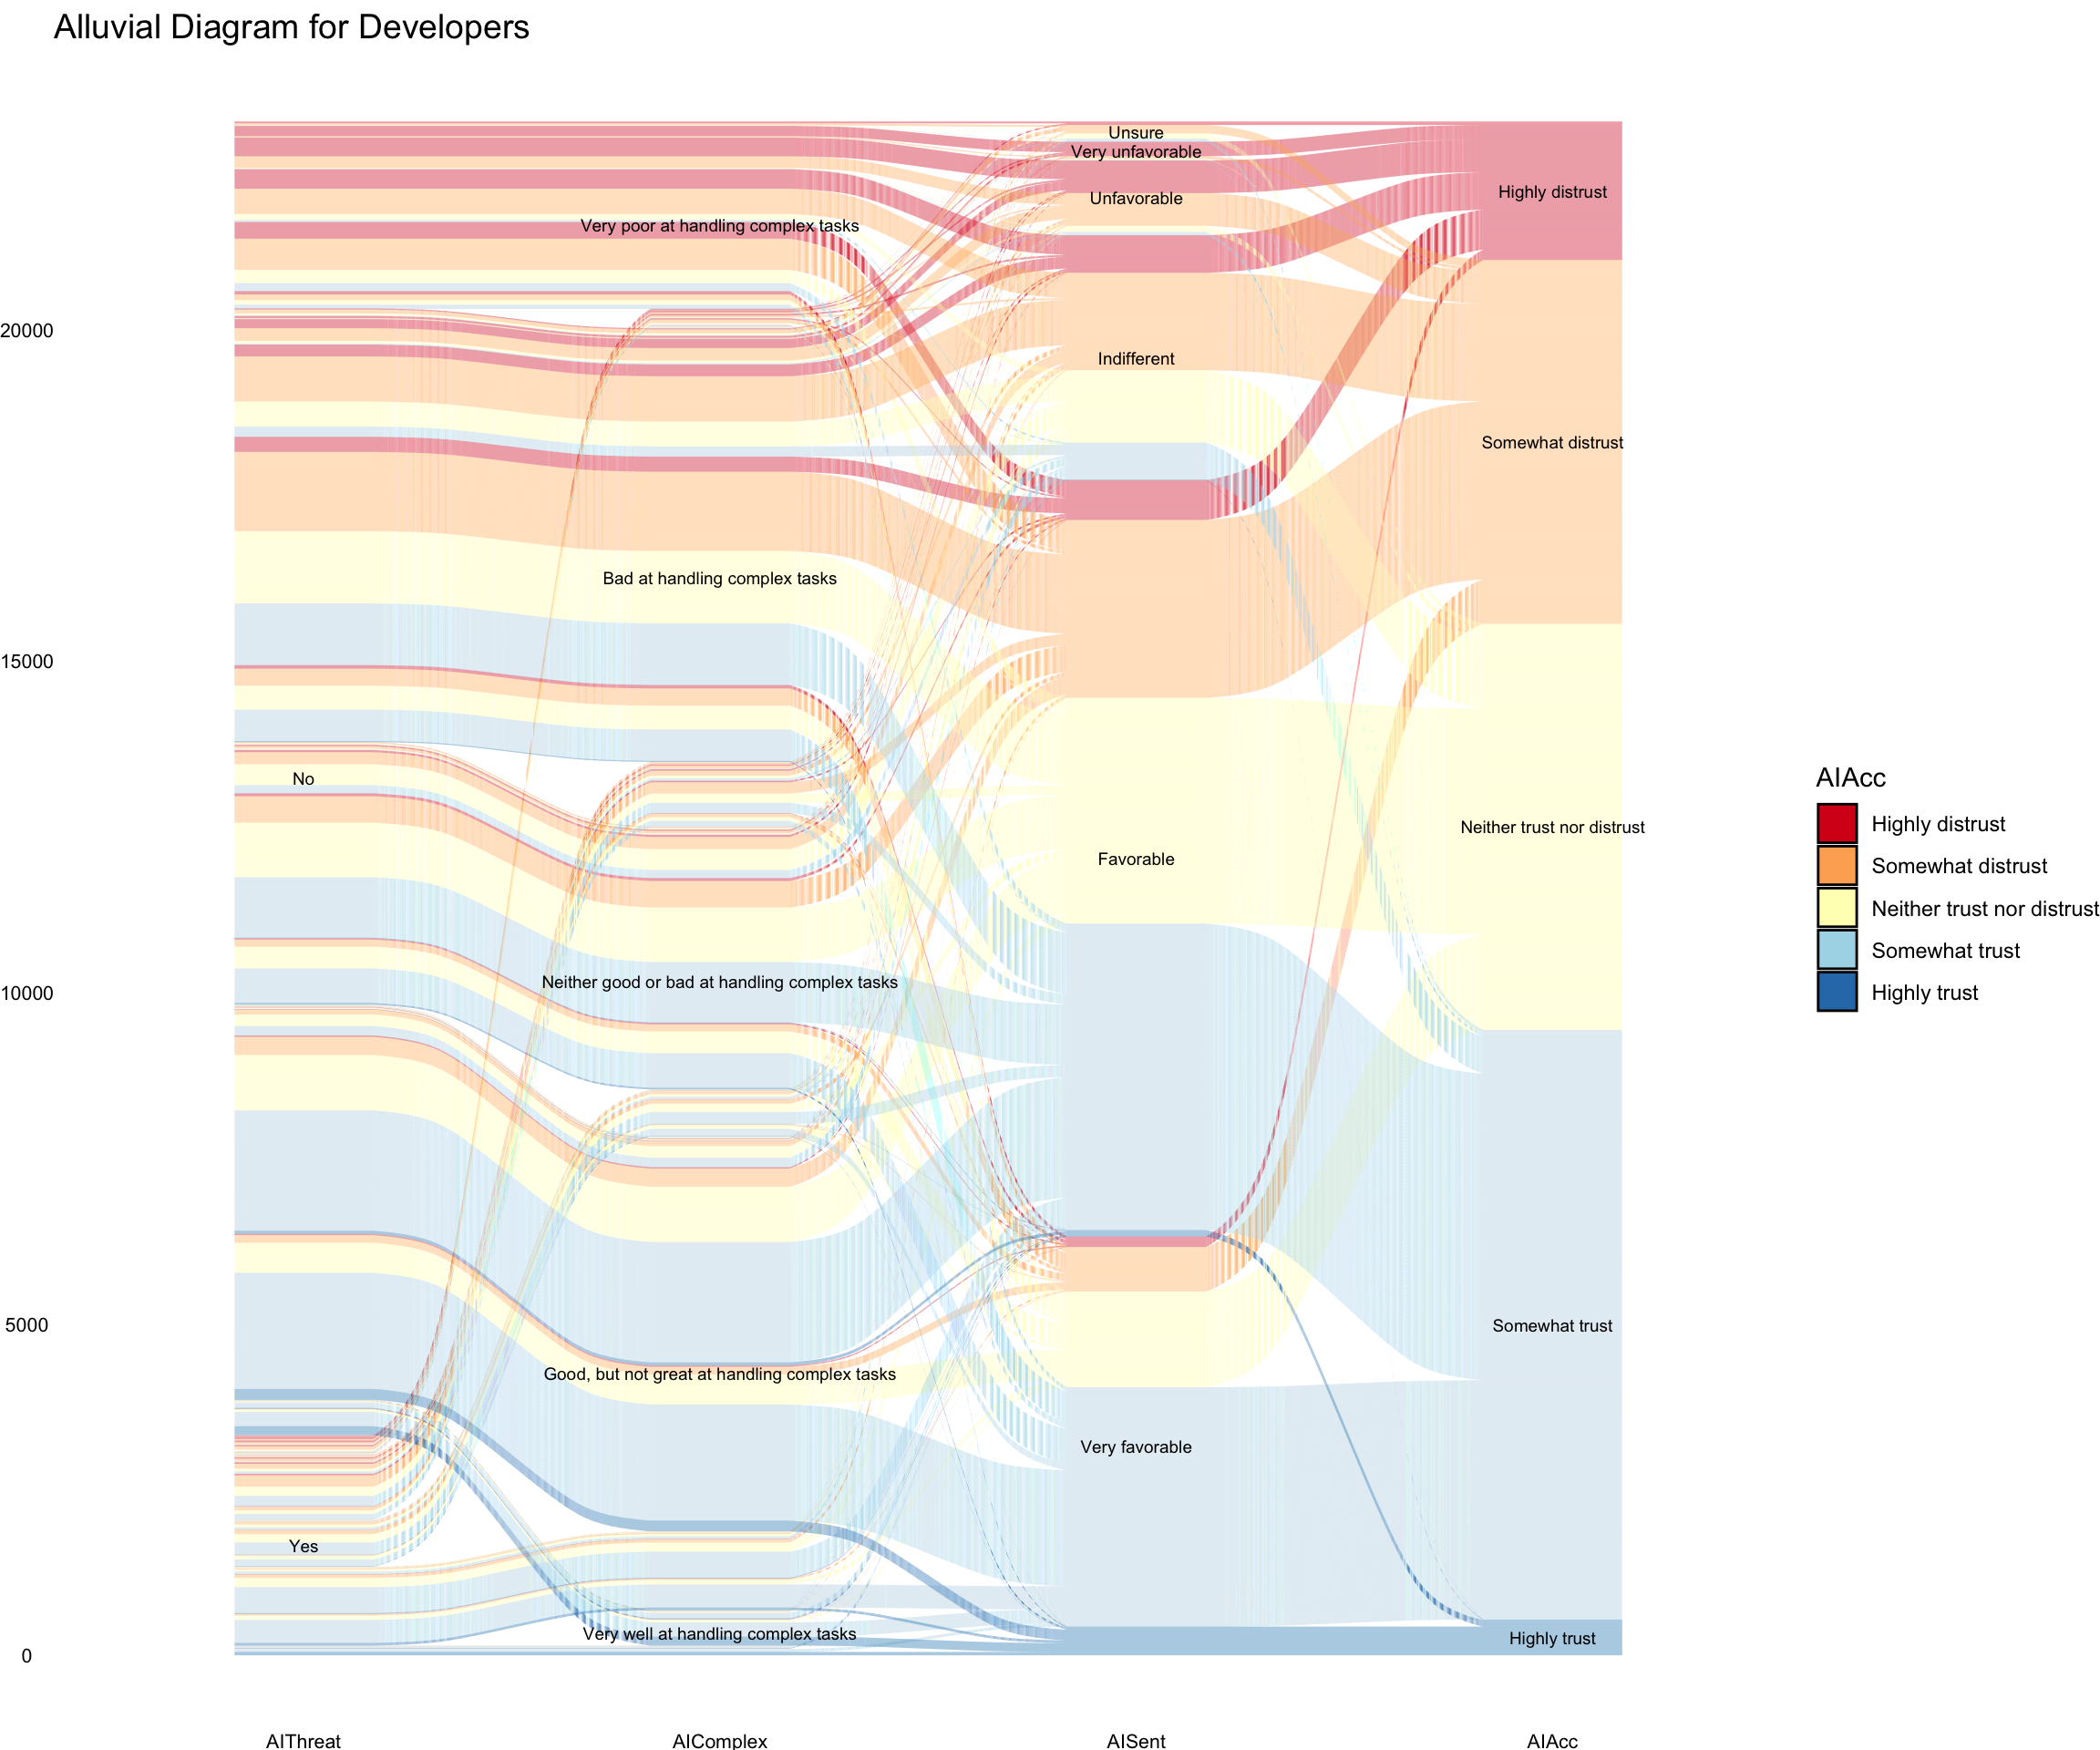 Alluvial Diagram for Developers
Unsure
Very unfavorable
Highly distrust
Unfavorable
Very poor at handling complex tasks
20000
Indifferent
Somewhat distrust
Bad at handling complex tasks
15000
No
AIAcc
Highly distrust
Neither trust nor distrust
Favorable
Somewhat distrust
Neither trust nor distrust
Somewhat trust
Neither good or bad at handling complex tasks
10000
Highly trust
5000
Somewhat trust
Good, but not great at handling complex tasks
Very favorable
Yes
Very well at handling complex tasks
Highly trust
0
AIThreat
AIComplex
AISent
AIAcc